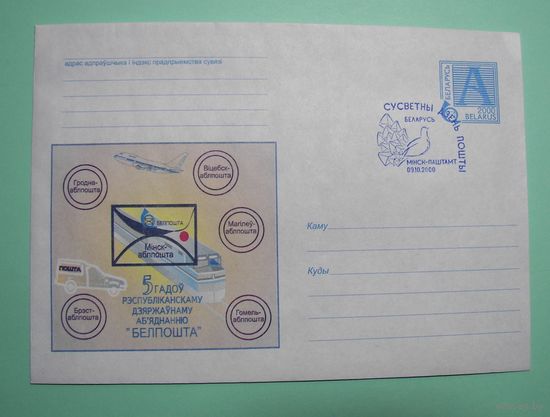 адрас адпраўшчыка і індэкс прадпрыемства сувязі
БЕЛАРУСЬ
A
2000
BELARUS
СУСВЕТНЫ ДЗЕНЬ ПОШТЫ
БЕЛАРУСЬ
МІНСК-ПАШТАМТ
09.10.2000
Гродна-
аблпошта
Віцебск-
аблпошта
БЕЛПОШТА
Мінск-
аблпошта
Магілеў-
аблпошта
ПОШТА
Брэст-
аблпошта
Гомель-
аблпошта
5 ГАДОЎ
РЭСПУБЛІКАНСКАМУ
ДЗЯРЖАЎНАМУ
АБ'ЯДНАННЮ
"БЕЛПОШТА"
Каму
Куды